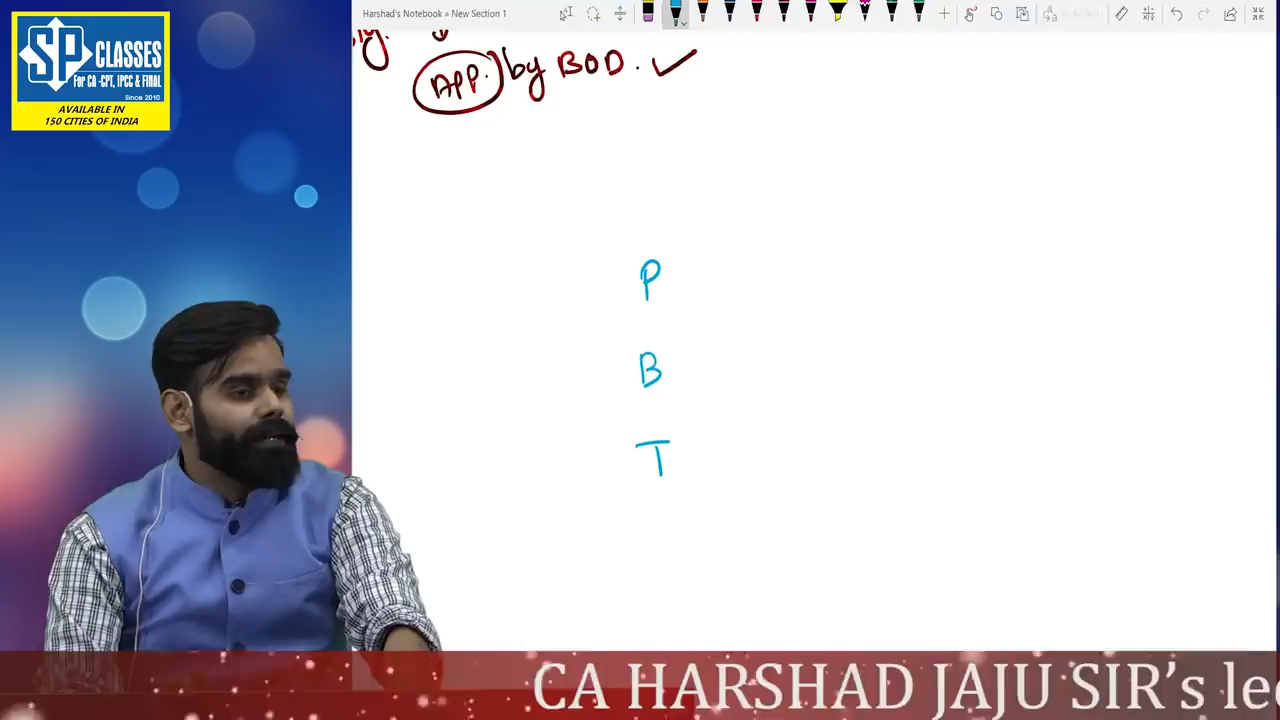 SP CLASSES
For CA -CPT, IPCC & FINAL
Since 2010
AVAILABLE IN
150 CITIES OF INDIA
Harshad's Notebook » New Section 1
APP. by BOD.
P
B
T
CA HARSHAD JAJU SIR's le